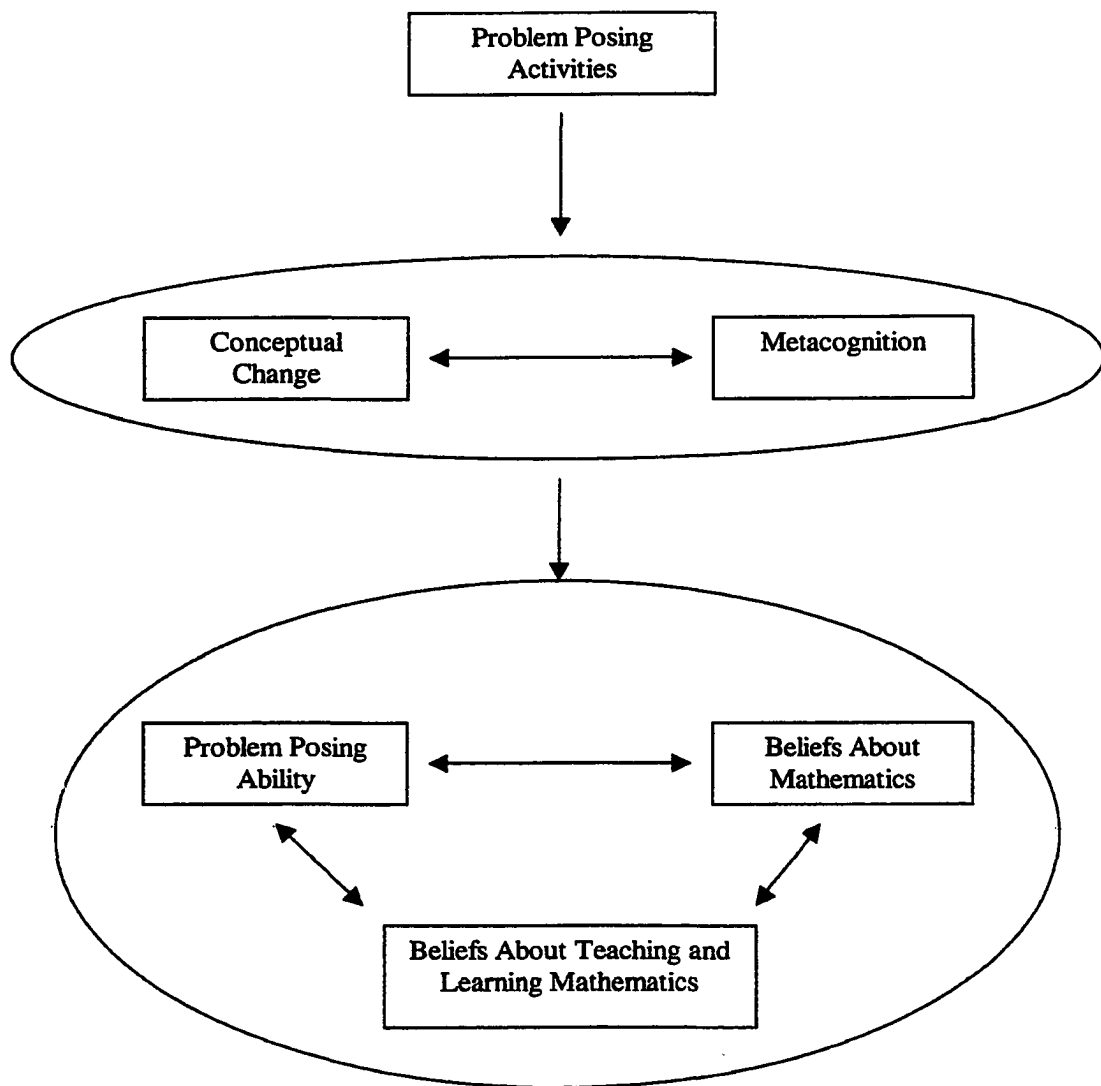 Problem Posing
Activities
Conceptual
Change
Metacognition
Problem Posing
Ability
Beliefs About
Mathematics
Beliefs About Teaching and
Learning Mathematics